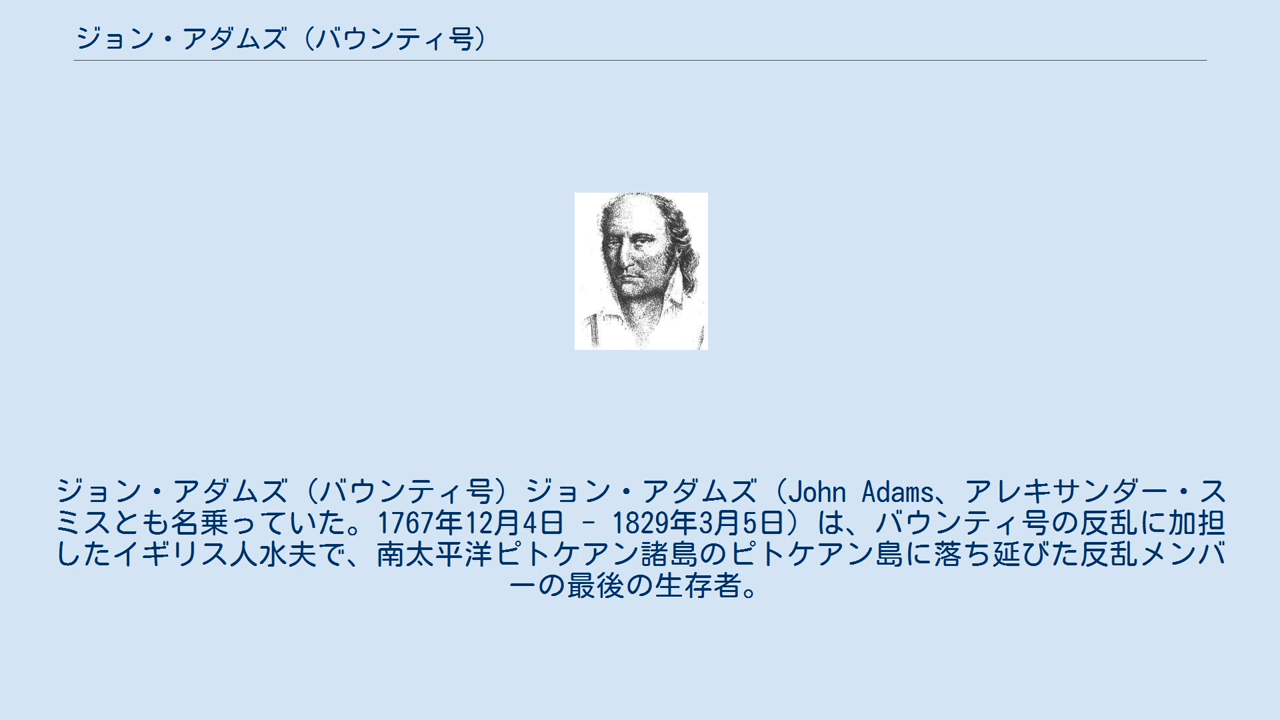 ジョン・アダムズ（バウンティ号）
ジョン・アダムズ（バウンティ号）ジョン・アダムズ（John Adams、アレキサンダー・ス
ミスとも名乗っていた。1767年12月4日 - 1829年3月5日）は、バウンティ号の反乱に加担
したイギリス人水夫で、南太平洋ピトケアン諸島のピトケアン島に落ち延びた反乱メンバ
ーの最後の生存者。